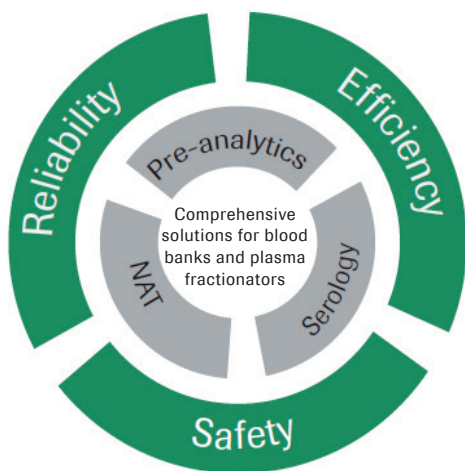 Reliability
Efficiency
Pre-analytics
Comprehensive
solutions for blood
banks and plasma
fractionators
NAT
Serology
Safety